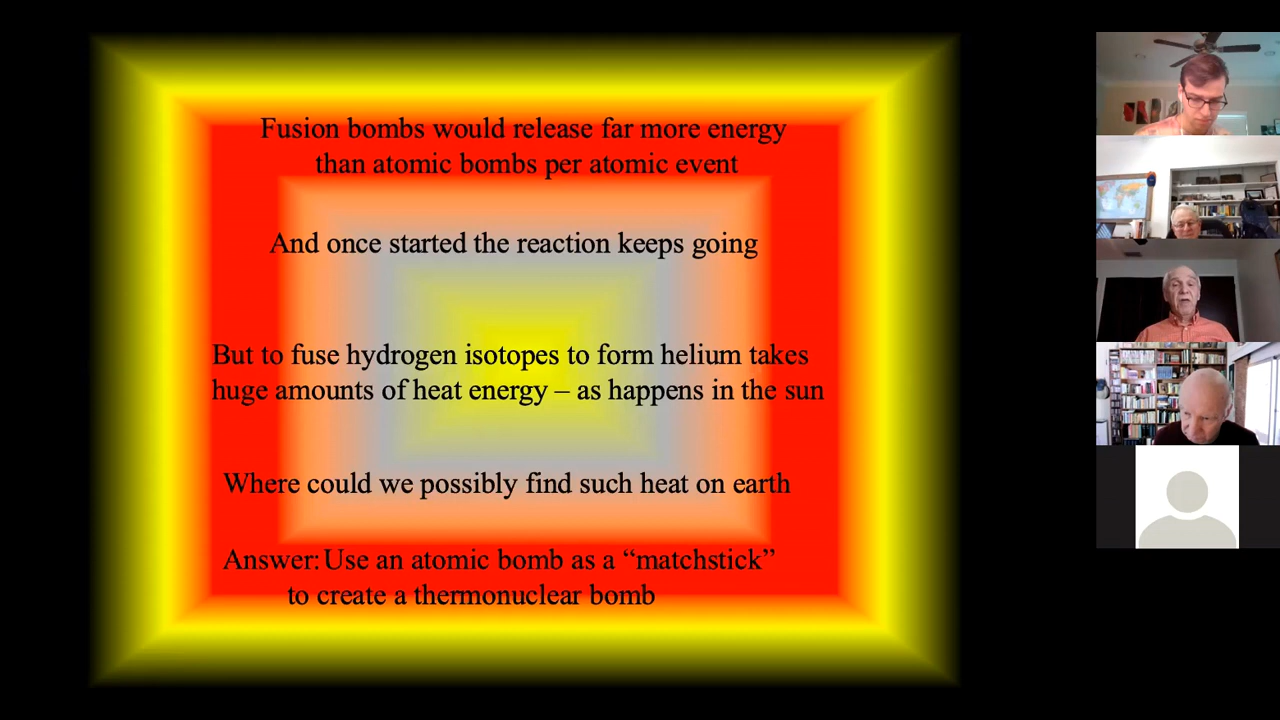 Fusion bombs would release far more energy
than atomic bombs per atomic event
And once started the reaction keeps going
But to fuse hydrogen isotopes to form helium takes
huge amounts of heat energy – as happens in the sun
Where could we possibly find such heat on earth
Answer: Use an atomic bomb as a “matchstick”
to create a thermonuclear bomb